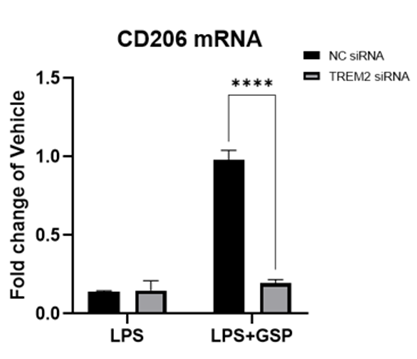 CD206 mRNA
NC siRNA
TREM2 siRNA
****
Fold change of Vehicle
1.5
1.0
0.5
0.0
LPS
LPS+GSP